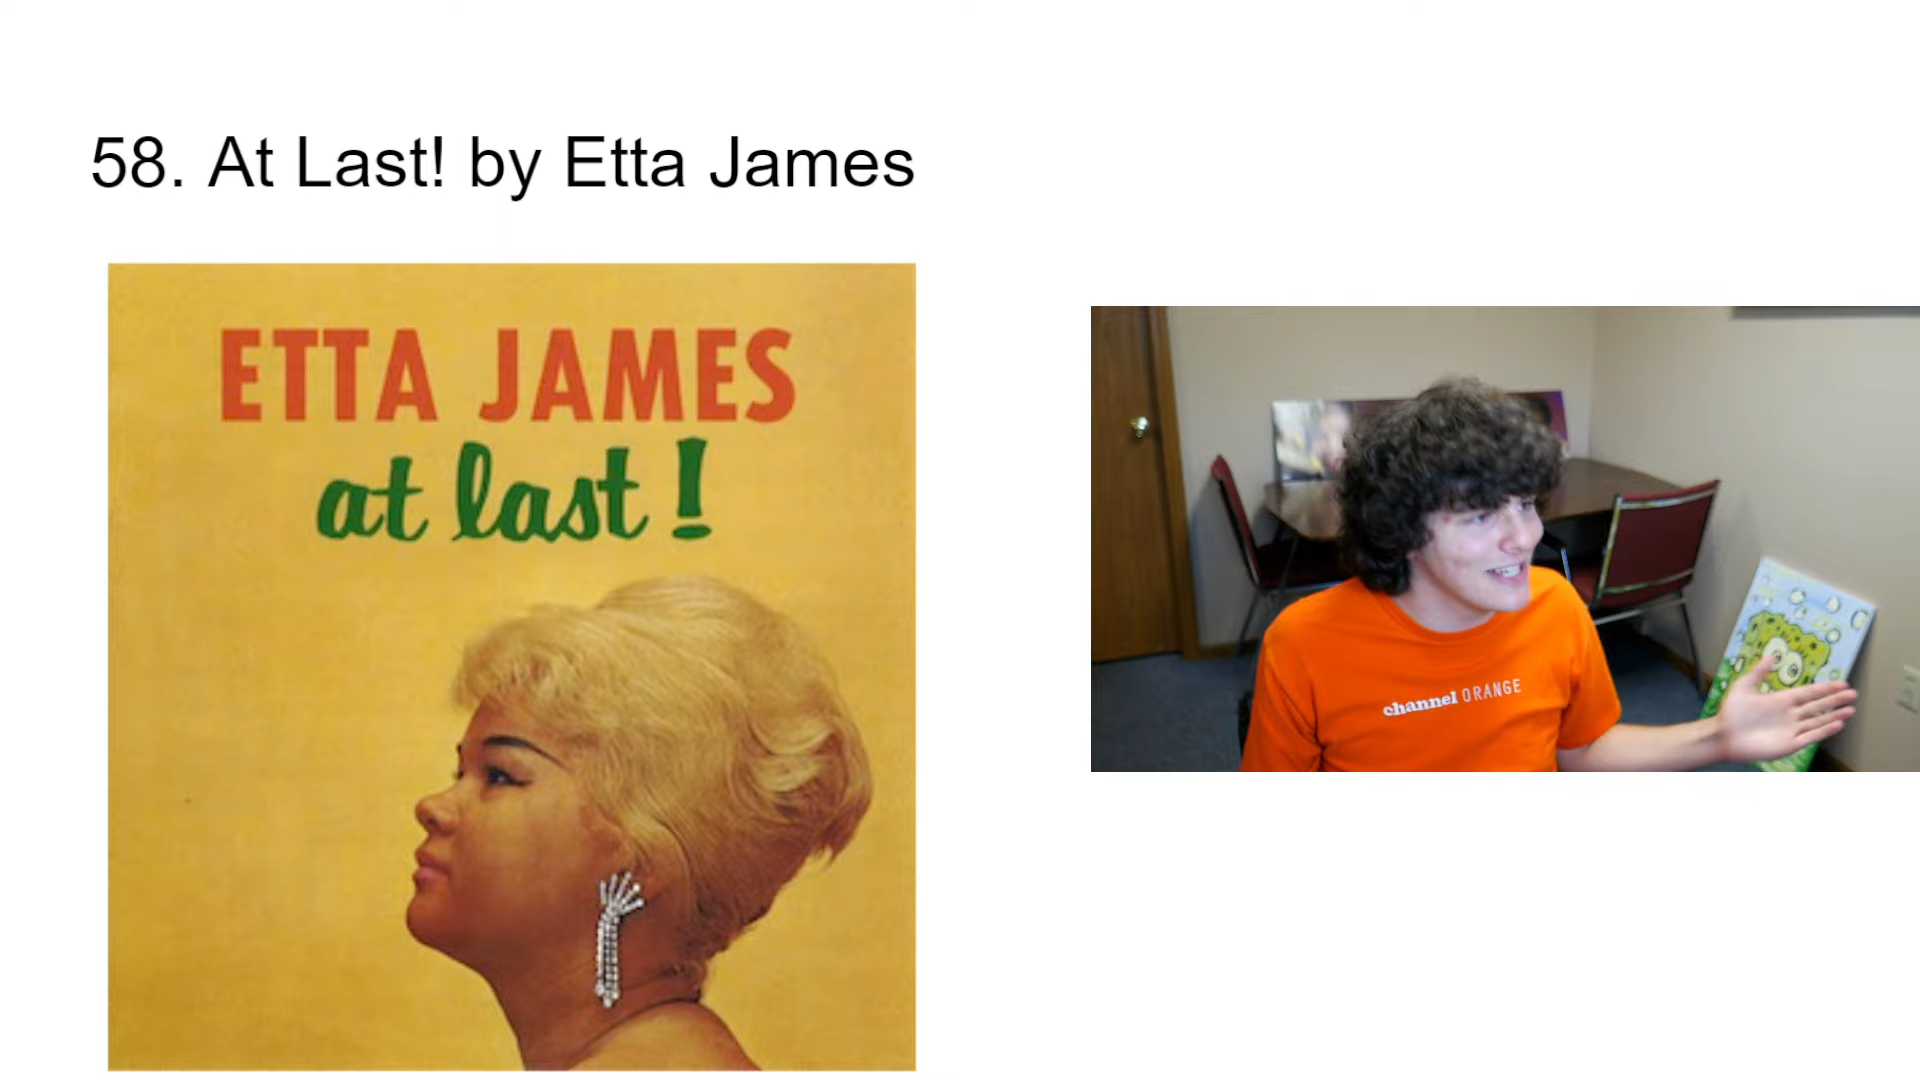 58. At Last! by Etta James
ETTA JAMES
at last!
channel ORANGE